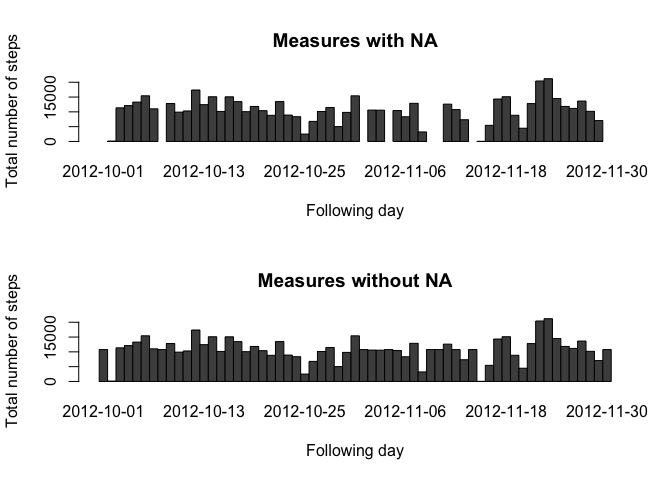 Measures with NA
Total number of steps
15000
0
2012-10-01 2012-10-13 2012-10-25 2012-11-06 2012-11-18 2012-11-30
Following day
Measures without NA
Total number of steps
15000
0
2012-10-01 2012-10-13 2012-10-25 2012-11-06 2012-11-18 2012-11-30
Following day